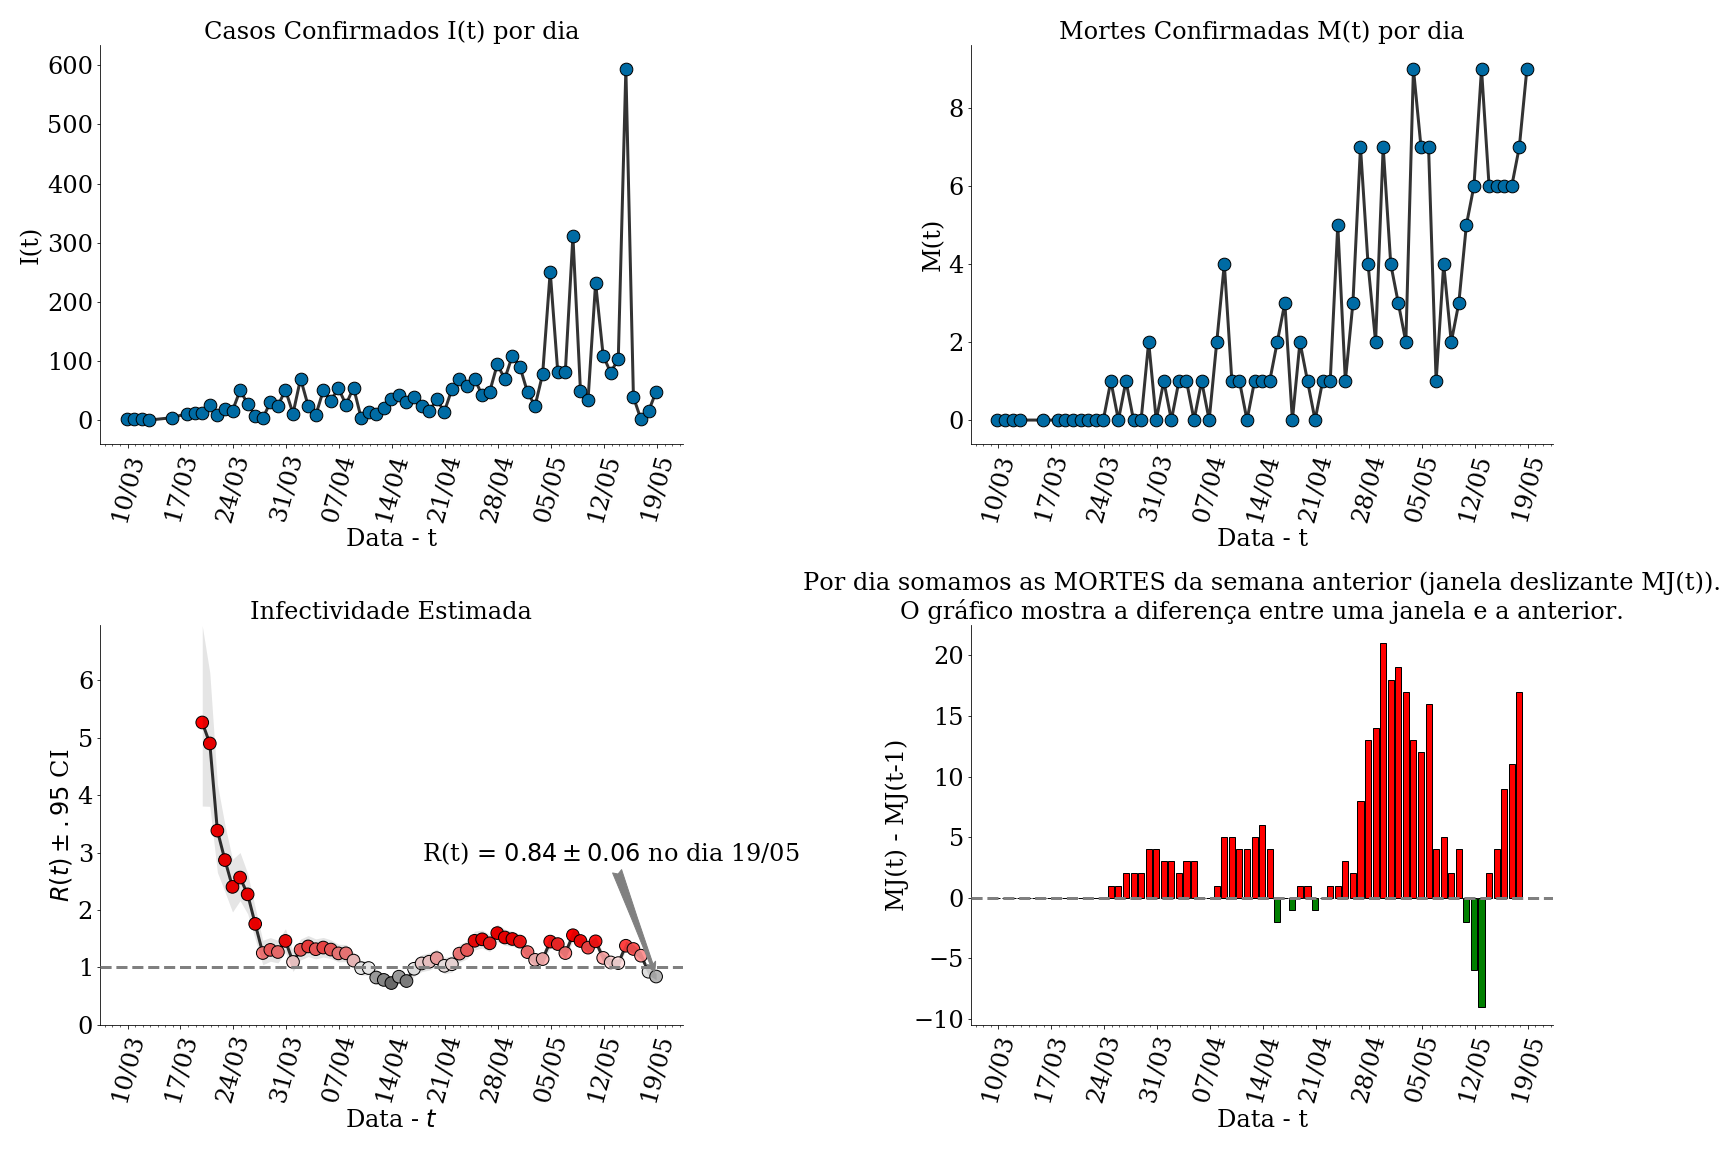 Casos Confirmados I(t) por dia
600
500
400
300
200
100
0
I(t)
10/03 17/03 24/03 31/03 07/04 14/04 21/04 28/04 05/05 12/05 19/05
Data - t
Mortes Confirmadas M(t) por dia
8
6
4
2
0
M(t)
10/03 17/03 24/03 31/03 07/04 14/04 21/04 28/04 05/05 12/05 19/05
Data - t
Infectividade Estimada
6
5
4
3
2
1
0
R(t) ± .95 CI
R(t) = 0.84 ± 0.06 no dia 19/05
10/03 17/03 24/03 31/03 07/04 14/04 21/04 28/04 05/05 12/05 19/05
Data - t
Por dia somamos as MORTES da semana anterior (janela deslizante MJ(t)).
O gráfico mostra a diferença entre uma janela e a anterior.
20
15
10
5
0
−5
−10
MJ(t) - MJ(t-1)
10/03 17/03 24/03 31/03 07/04 14/04 21/04 28/04 05/05 12/05 19/05
Data - t